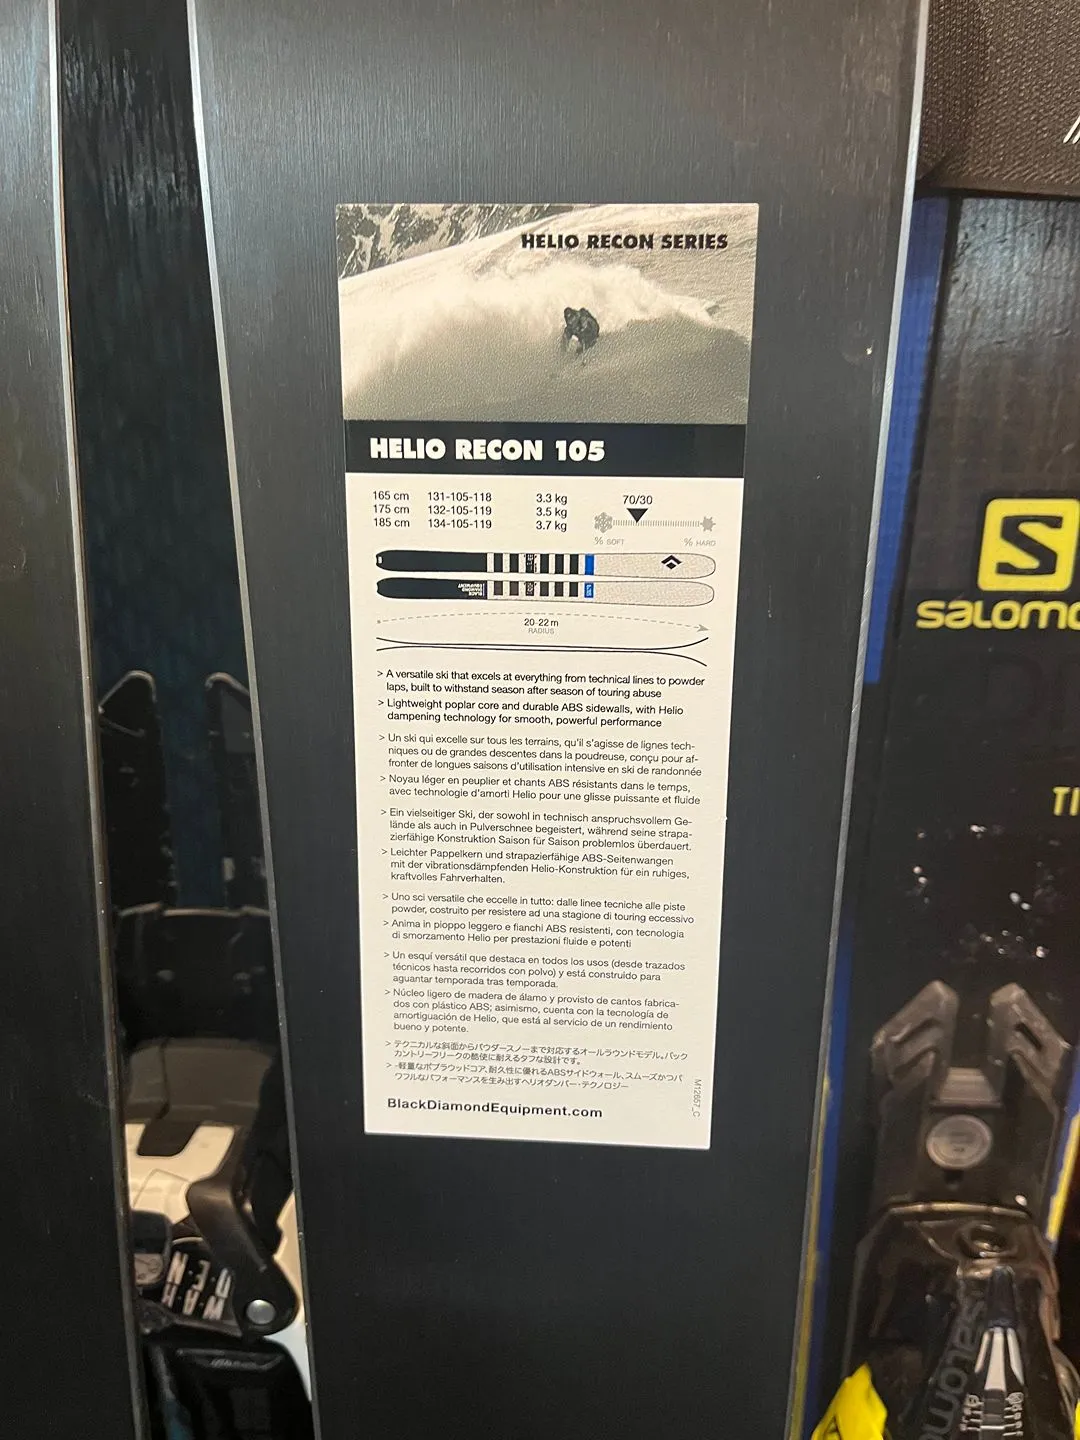 HELIO RECON SERIES
HELIO RECON 105
165 cm 131-105-118 3.3 kg
175 cm 132-105-119 3.5 kg
185 cm 134-105-119 3.7 kg
70/30
% SOFT % HARD
20-22 m
RADIUS
> A versatile ski that excels at everything from technical lines to powder
laps, built to withstand season after season of touring abuse
> Lightweight poplar core and durable ABS sidewalls, with Helio
dampening technology for smooth, powerful performance
> Un ski qui excelle sur tous les terrains, qu'il s'agisse de lignes tech-
niques ou de grandes descentes dans la poudreuse, conçu pour af-
fronter de longues saisons d'utilisation intensive en ski de randonnée
> Noyau léger en peuplier et chants ABS résistants dans le temps,
avec technologie d'amorti Helio pour une glisse puissante et fluide
> Ein vielseitiger Ski, der sowohl in technisch anspruchsvollem Ge-
lände als auch in Pulverschnee begeistert, während seine strapa-
zierfähige Konstruktion Saison für Saison problemlos überdauert.
> Leichter Pappelkern und strapazierfähige ABS-Seitenwangen
mit der vibrationsdämpfenden Helio-Konstruktion für ein ruhiges,
kraftvolles Fahrverhalten.
> Uno sci versatile che eccelle in tutto: dalle linee tecniche alle piste
powder, costruito per resistere ad una stagione di touring eccessivo
> Anima in pioppo leggero e fianchi ABS resistenti, con tecnologia
di smorzamento Helio per prestazioni fluide e potenti
> Un esquí versátil que destaca en todos los usos (desde trazados
técnicos hasta recorridos con polvo) y está construido para
aguantar temporada tras temporada.
> Núcleo ligero de madera de álamo y provisto de cantos fabrica-
dos con plástico ABS; asimismo, cuenta con la tecnología de
amortiguación de Helio, que está al servicio de un rendimiento
bueno y potente.
> テクニカルな斜面からパウダースノーまで対応するオールラウンドモデル。バック
カントリーフリークの酷使に耐えるタフな設計です。
> -軽量なポプラウッドコア、耐久性に優れるABSサイドウォール、スムーズかつパ
ワフルなパフォーマンスを生み出すヘリオダンパー・テクノロジー
M12657_C
BlackDiamondEquipment.com
S
SALOMO
TI
SALOMON